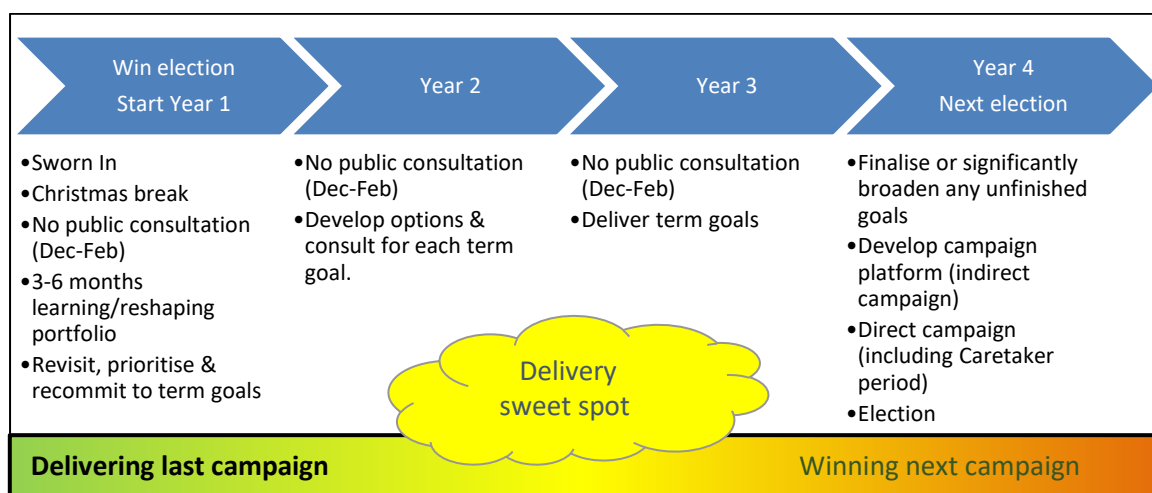 Win election
Start Year 1
Year 2
Year 3
Year 4
Next election
•Sworn In
•Christmas break
•No public consultation
(Dec-Feb)
•3-6 months
learning/reshaping
portfolio
•Revisit, prioritise &
recommit to term goals
•No public consultation
(Dec-Feb)
•Develop options &
consult for each term
goal.
•No public consultation
(Dec-Feb)
•Deliver term goals
•Finalise or significantly
broaden any unfinished
goals
•Develop campaign
platform (indirect
campaign)
•Direct campaign
(including Caretaker
period)
•Election
Delivery
sweet spot
Delivering last campaign
Winning next campaign